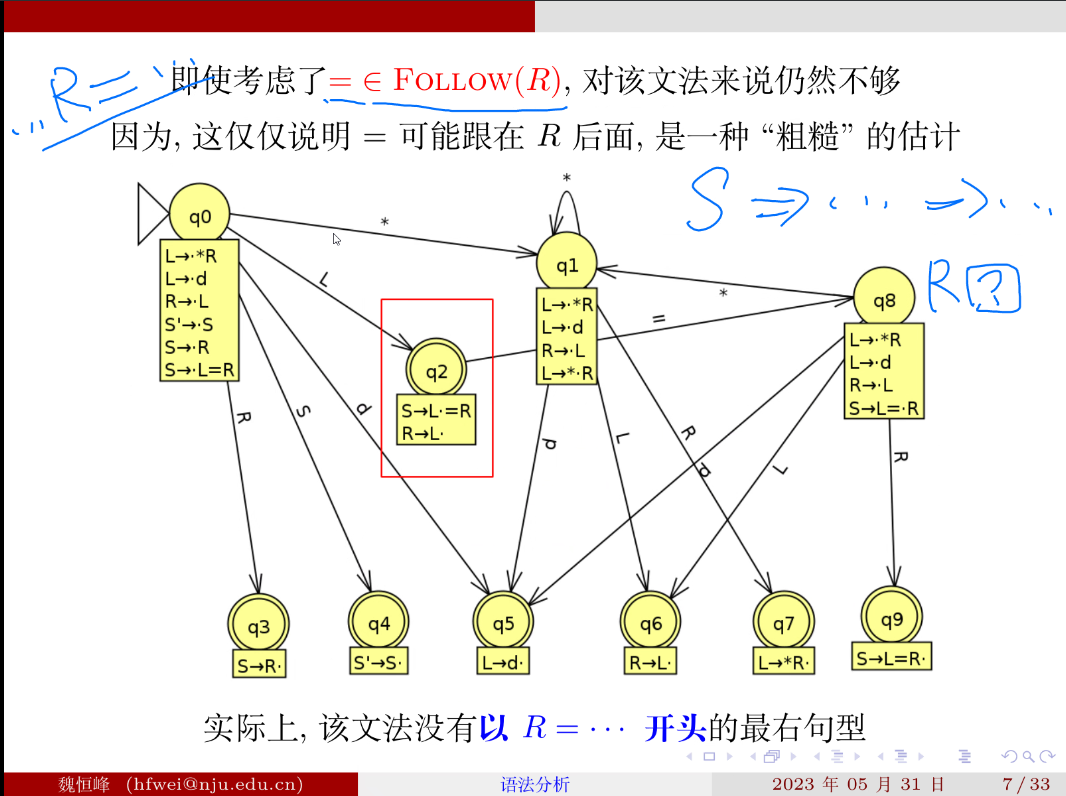 即使考虑了 = ∈ FOLLOW(R), 对该文法来说仍然不够
...R=...
因为, 这仅仅说明 = 可能跟在 R 后面, 是一种 “粗糙” 的估计
S ⇒ ... ⇒ ...
R ?
q0
L→·*R
L→·d
R→·L
S'→·S
S→·R
S→·L=R
*
L
R
S
d
q2
S→L·=R
R→L·
=
*
q1
L→·*R
L→·d
R→·L
L→*·R
d
L
R
*
q8
L→·*R
L→·d
R→·L
S→L=·R
d
L
R
q3
S→R·
q4
S'→S·
q5
L→d·
q6
R→L·
q7
L→*R·
q9
S→L=R·
实际上, 该文法没有以 R = ··· 开头的最右句型
魏恒峰 (hfwei@nju.edu.cn)
语法分析
2023 年 05 月 31 日
7 / 33